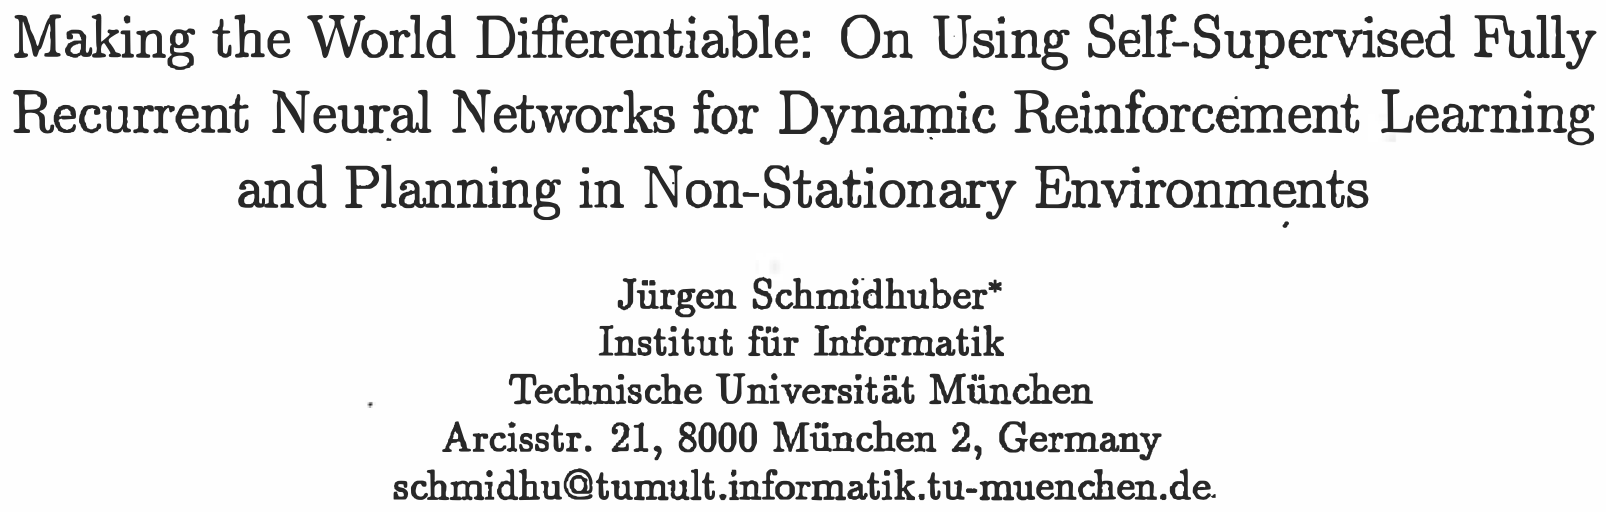 Making the World Differentiable: On Using Self-Supervised Fully
Recurrent Neural Networks for Dynamic Reinforcement Learning
and Planning in Non-Stationary Environments
Jürgen Schmidhuber*
Institut für Informatik
Technische Universität München
Arcisstr. 21, 8000 München 2, Germany
schmidhu@tumult.informatik.tu-muenchen.de